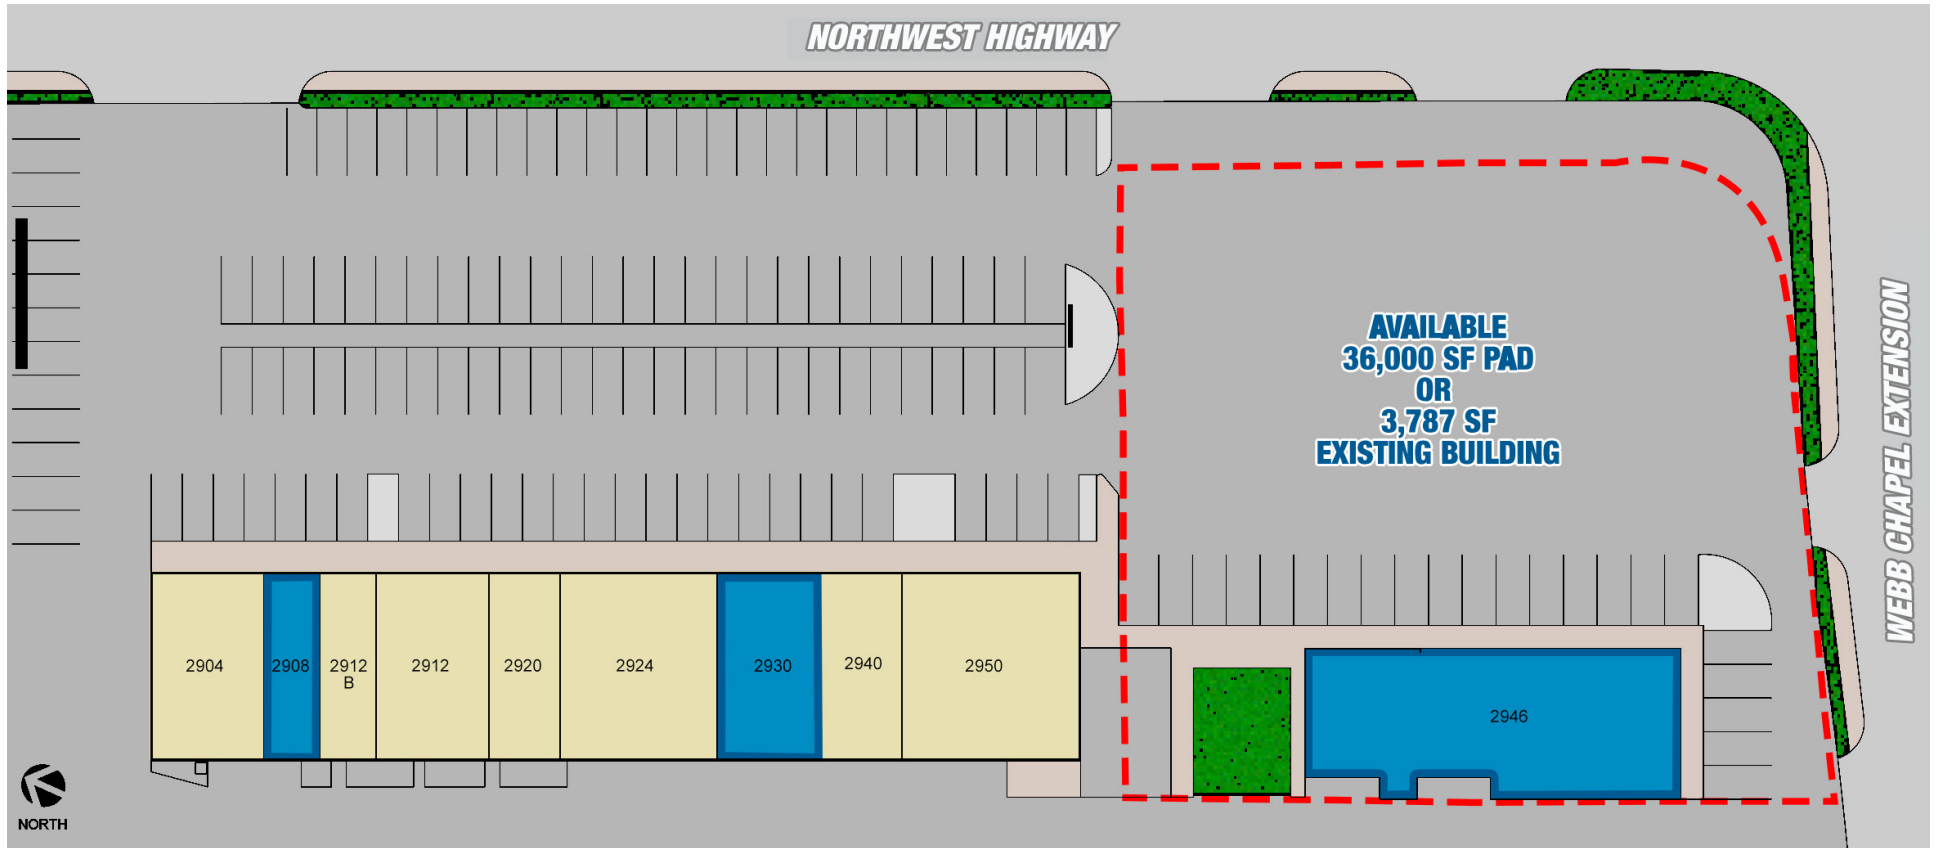 NORTHWEST HIGHWAY
AVAILABLE
36,000 SF PAD
OR
3,787 SF
EXISTING BUILDING
WEBB CHAPEL EXTENSION
2904
2908
2912
B
2912
2920
2924
2930
2940
2950
2946
NORTH